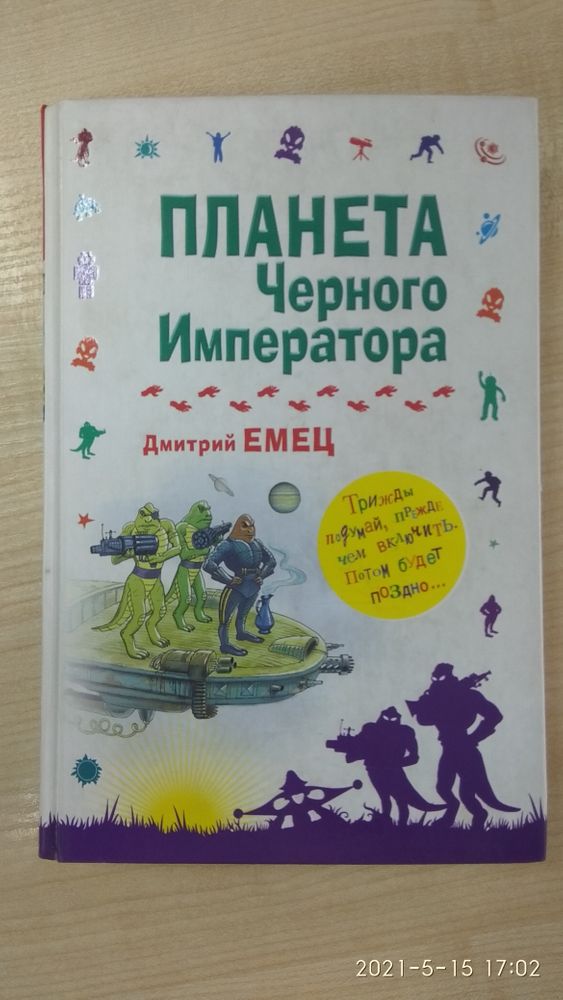 ПЛАНЕТА
Черного
Императора
Дмитрий ЕМЕЦ
Трижды
подумай, прежде
чем включить.
Потом будет
поздно...
2021-5-15 17:02